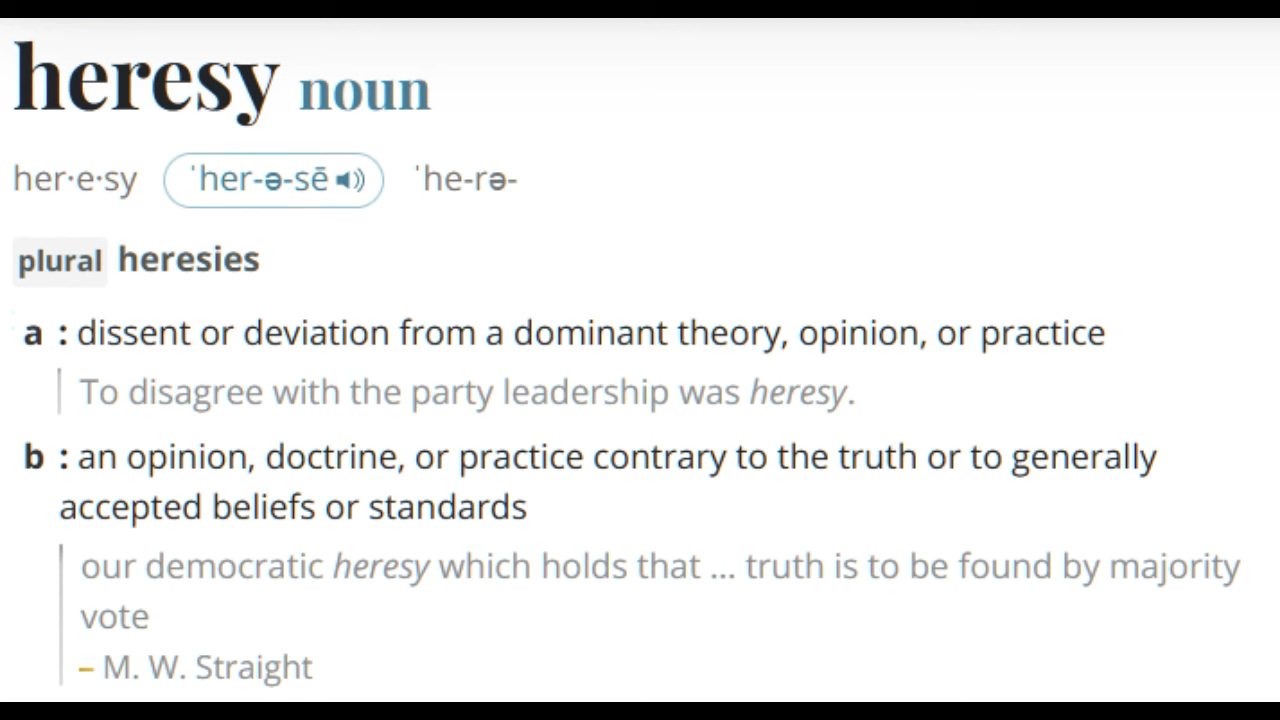 heresy noun
her·e·sy ˈher-ə-sē ˈhe-rə-
plural heresies
a : dissent or deviation from a dominant theory, opinion, or practice
To disagree with the party leadership was heresy.
b : an opinion, doctrine, or practice contrary to the truth or to generally
accepted beliefs or standards
our democratic heresy which holds that ... truth is to be found by majority
vote
– M. W. Straight